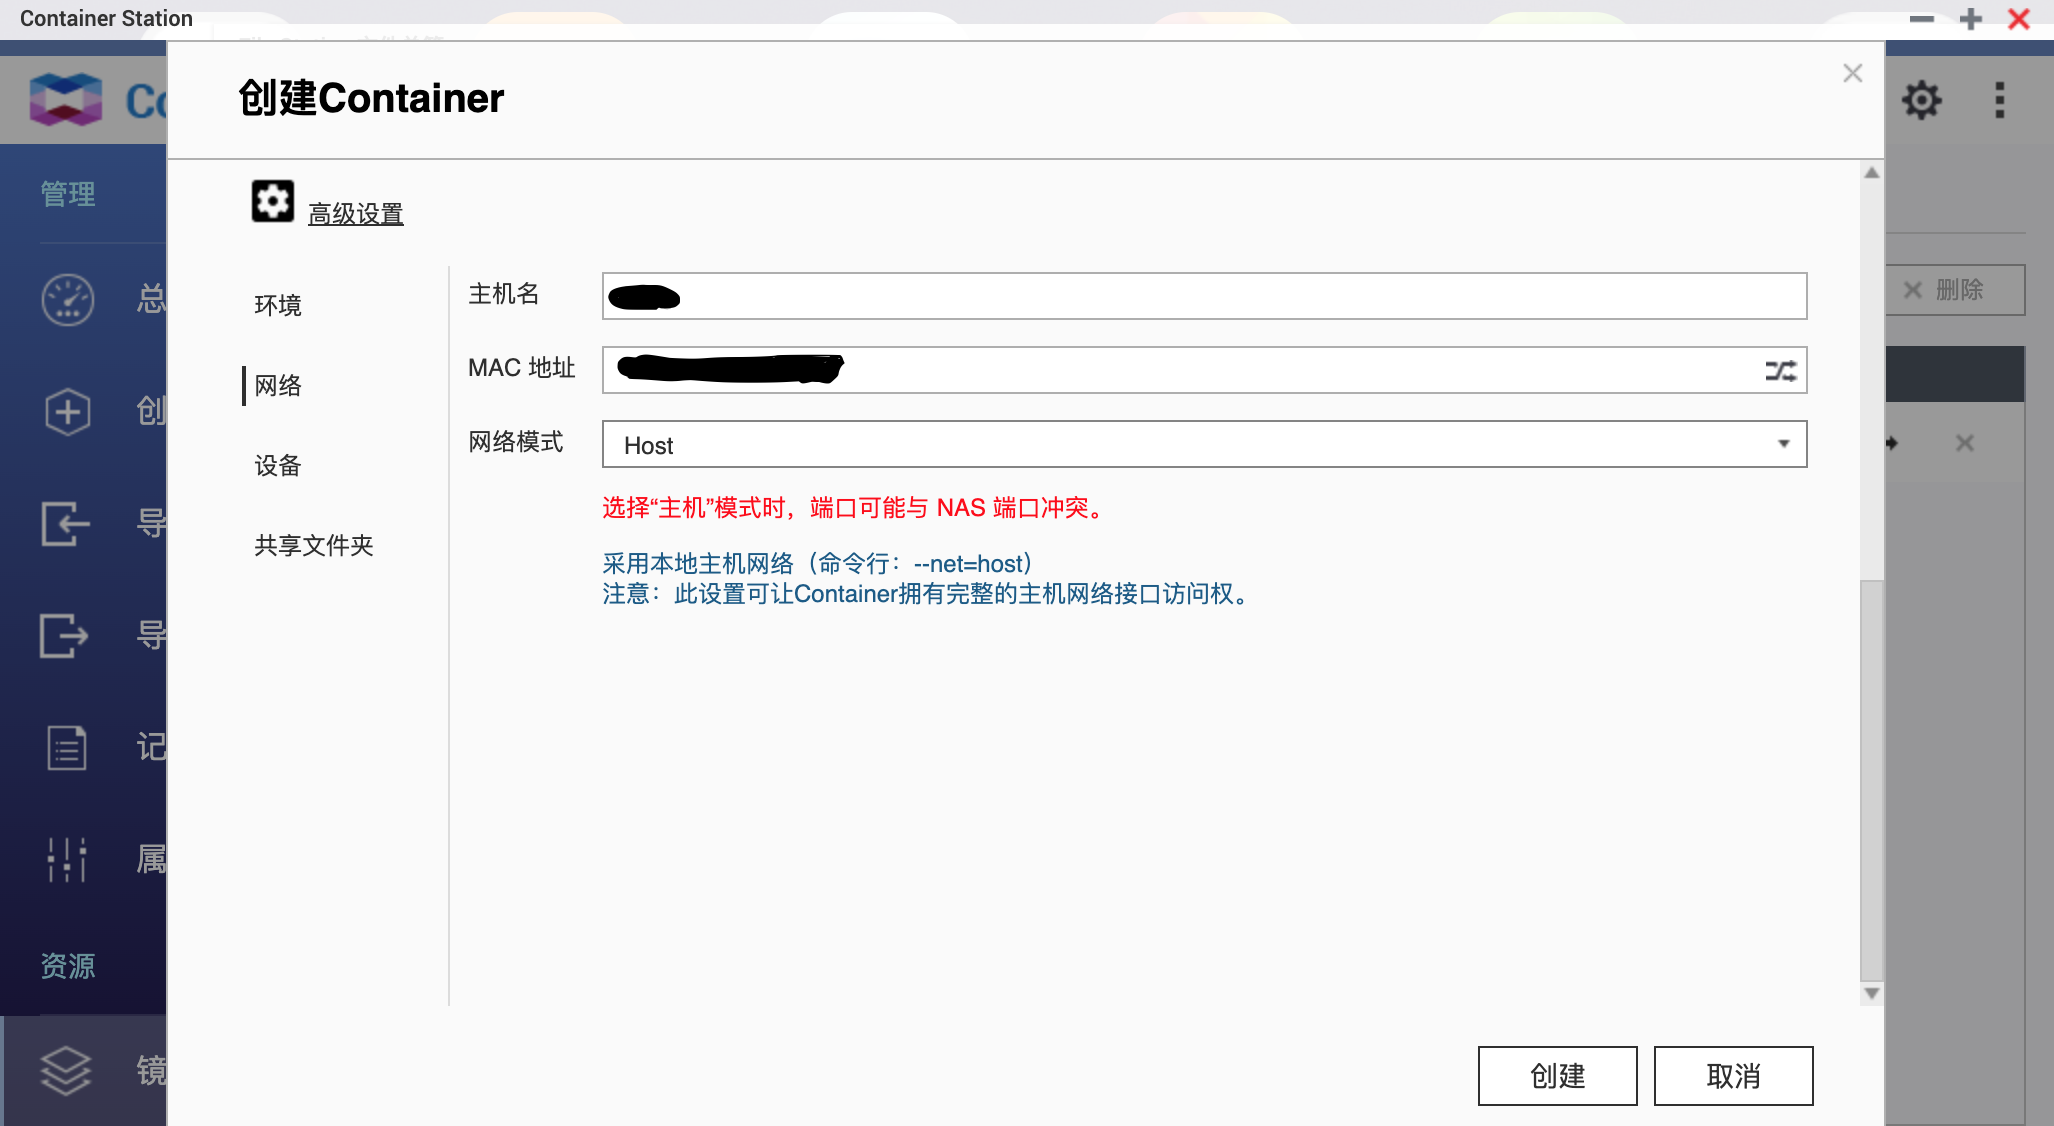 Container Station
创建Container
Co
高级设置
管理
环境
主机名
总
删除
MAC 地址
网络
创
网络模式
Host
设备
选择“主机”模式时，端口可能与 NAS 端口冲突。
导
共享文件夹
采用本地主机网络（命令行：--net=host）
注意：此设置可让Container拥有完整的主机网络接口访问权。
导
记
属
资源
镜
创建
取消